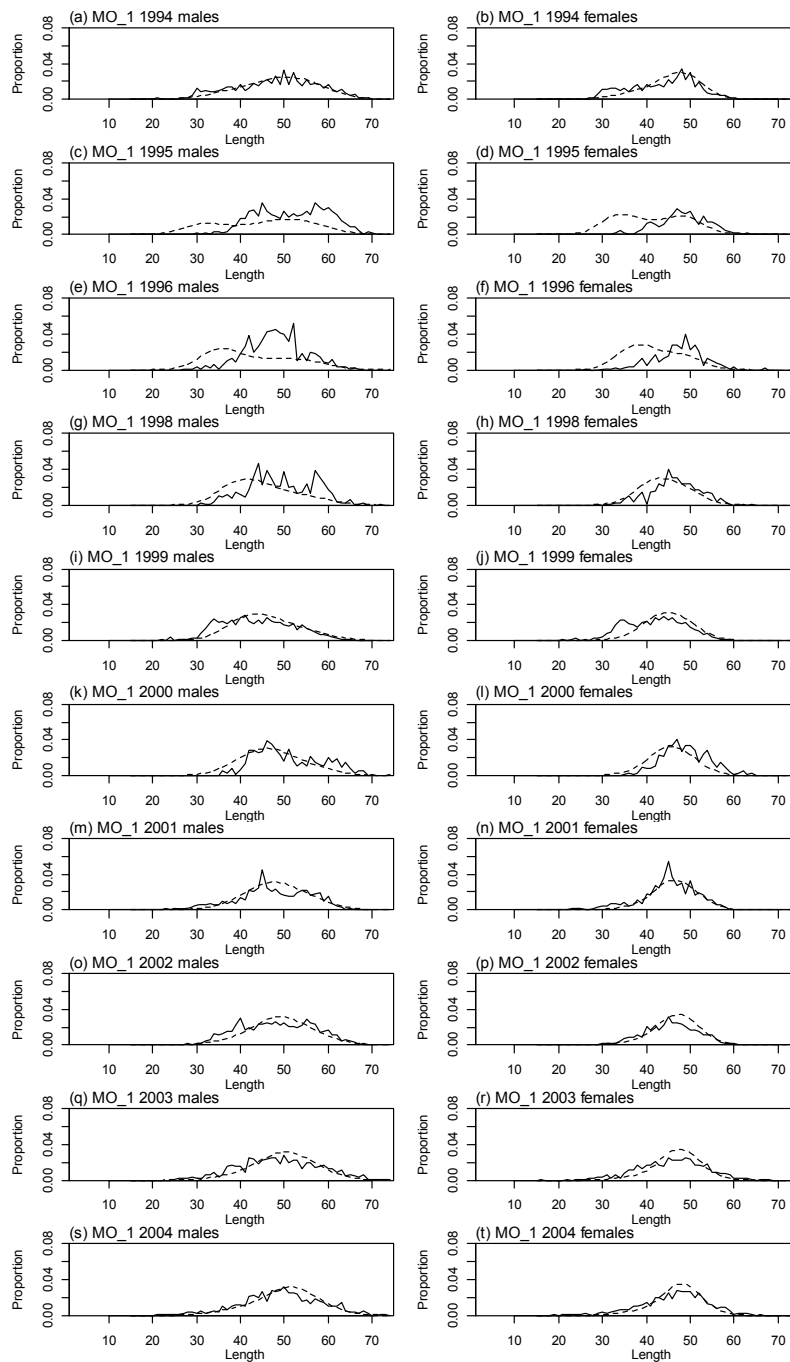 (a) MO_1 1994 males
Proportion
0.00 0.04 0.08
10 20 30 40 50 60 70
Length
(b) MO_1 1994 females
Proportion
0.00 0.04 0.08
10 20 30 40 50 60 70
Length
(c) MO_1 1995 males
Proportion
0.00 0.04 0.08
10 20 30 40 50 60 70
Length
(d) MO_1 1995 females
Proportion
0.00 0.04 0.08
10 20 30 40 50 60 70
Length
(e) MO_1 1996 males
Proportion
0.00 0.04 0.08
10 20 30 40 50 60 70
Length
(f) MO_1 1996 females
Proportion
0.00 0.04 0.08
10 20 30 40 50 60 70
Length
(g) MO_1 1998 males
Proportion
0.00 0.04 0.08
10 20 30 40 50 60 70
Length
(h) MO_1 1998 females
Proportion
0.00 0.04 0.08
10 20 30 40 50 60 70
Length
(i) MO_1 1999 males
Proportion
0.00 0.04 0.08
10 20 30 40 50 60 70
Length
(j) MO_1 1999 females
Proportion
0.00 0.04 0.08
10 20 30 40 50 60 70
Length
(k) MO_1 2000 males
Proportion
0.00 0.04 0.08
10 20 30 40 50 60 70
Length
(l) MO_1 2000 females
Proportion
0.00 0.04 0.08
10 20 30 40 50 60 70
Length
(m) MO_1 2001 males
Proportion
0.00 0.04 0.08
10 20 30 40 50 60 70
Length
(n) MO_1 2001 females
Proportion
0.00 0.04 0.08
10 20 30 40 50 60 70
Length
(o) MO_1 2002 males
Proportion
0.00 0.04 0.08
10 20 30 40 50 60 70
Length
(p) MO_1 2002 females
Proportion
0.00 0.04 0.08
10 20 30 40 50 60 70
Length
(q) MO_1 2003 males
Proportion
0.00 0.04 0.08
10 20 30 40 50 60 70
Length
(r) MO_1 2003 females
Proportion
0.00 0.04 0.08
10 20 30 40 50 60 70
Length
(s) MO_1 2004 males
Proportion
0.00 0.04 0.08
10 20 30 40 50 60 70
Length
(t) MO_1 2004 females
Proportion
0.00 0.04 0.08
10 20 30 40 50 60 70
Length